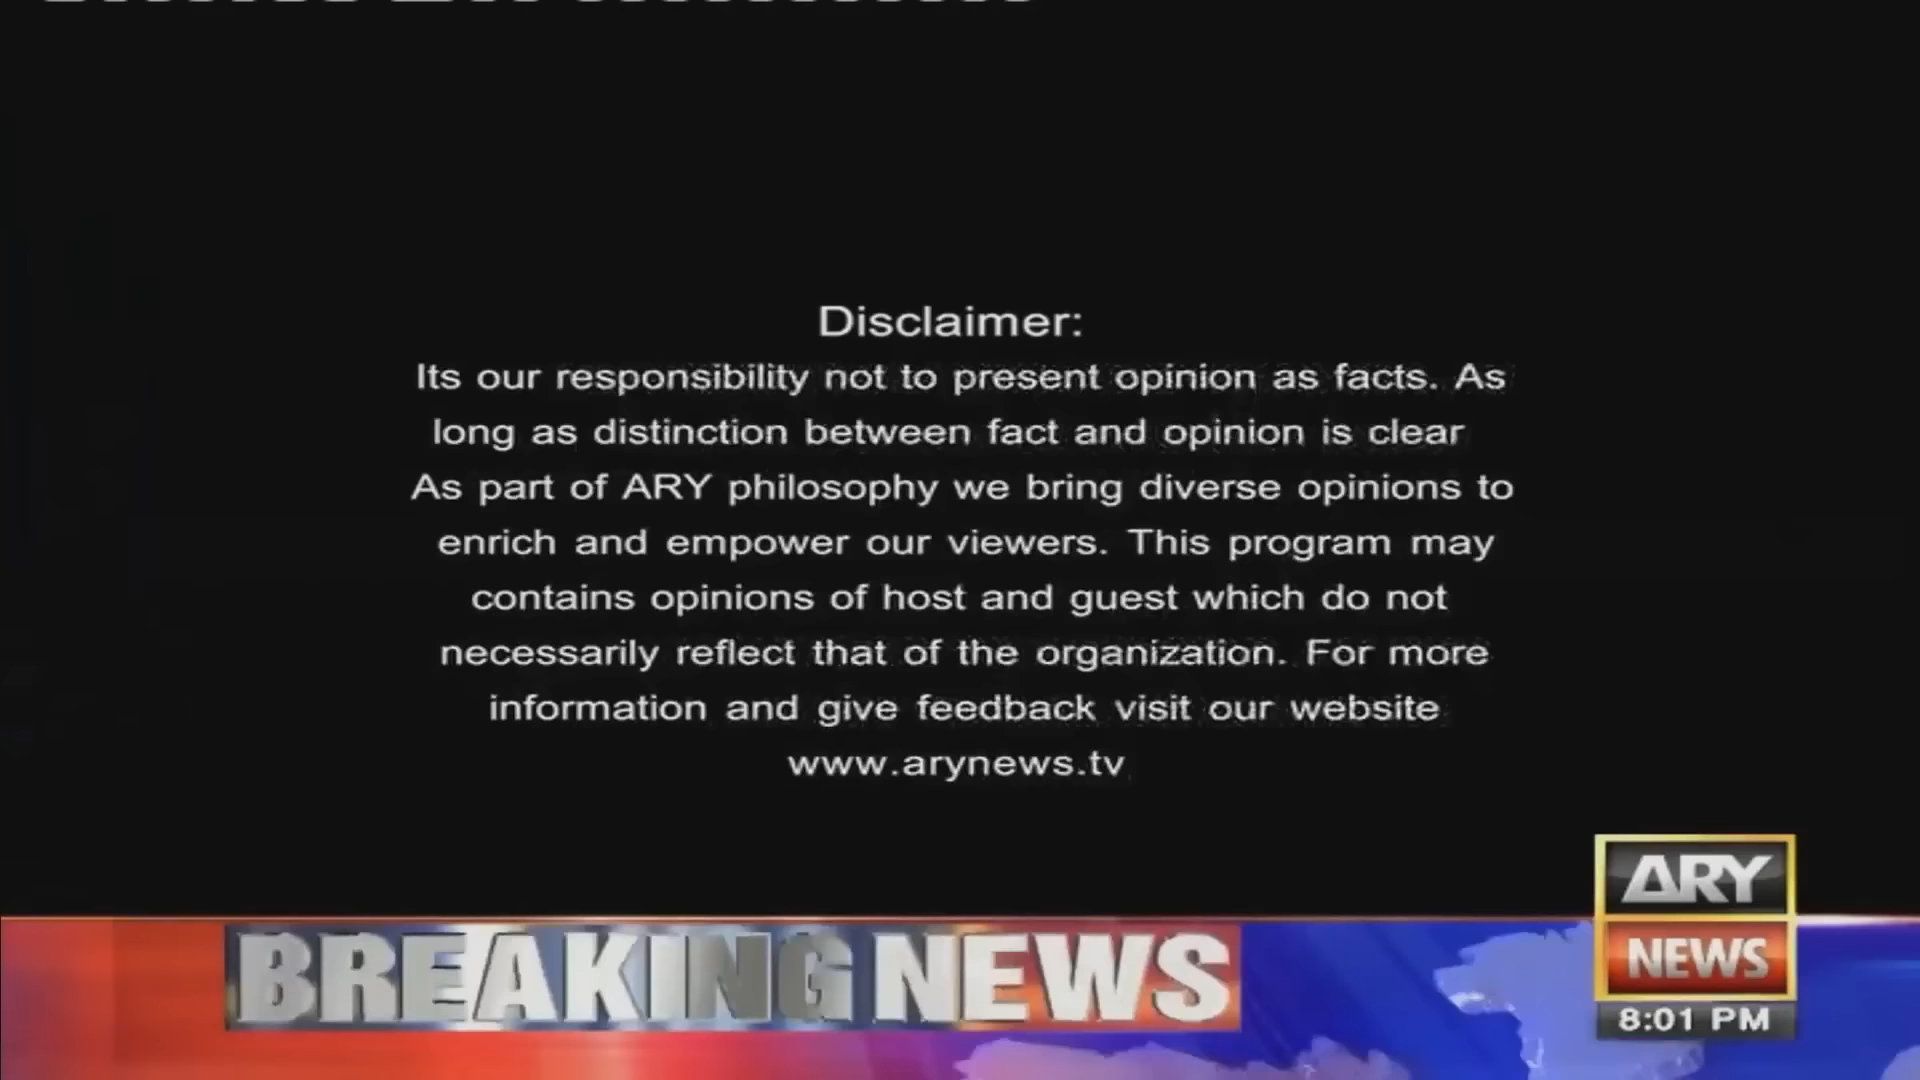 Disclaimer:
Its our responsibility not to present opinion as facts. As
long as distinction between fact and opinion is clear
As part of ARY philosophy we bring diverse opinions to
enrich and empower our viewers. This program may
contains opinions of host and guest which do not
necessarily reflect that of the organization. For more
information and give feedback visit our website
www.arynews.tv
BREAKING NEWS
ARY
NEWS
8:01 PM